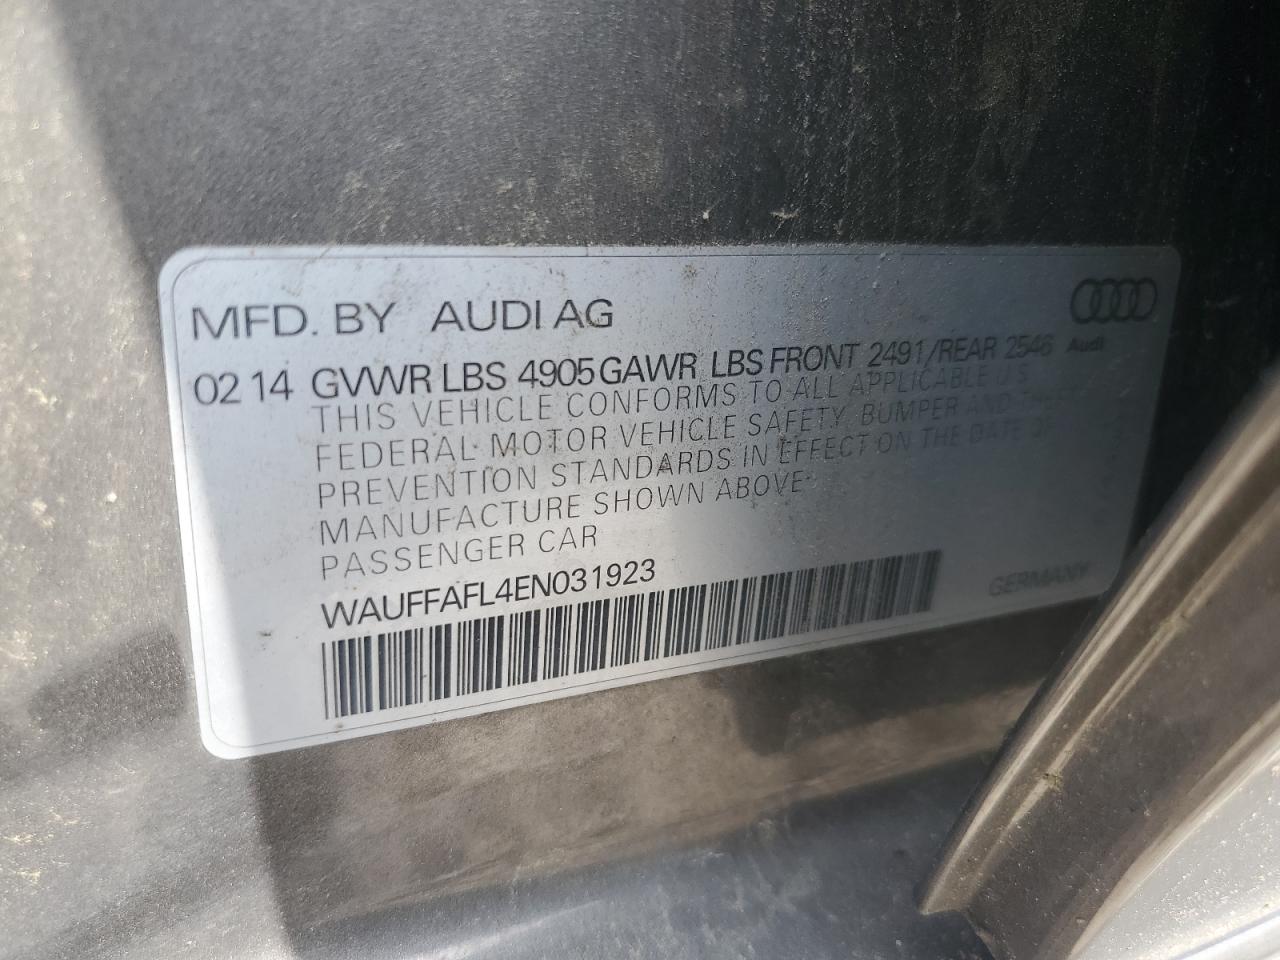 MFD. BY AUDI AG
02 14 GVWR LBS 4905 GAWR LBS FRONT 2491/REAR 2546 Audi
THIS VEHICLE CONFORMS TO ALL APPLICABLE U.S
FEDERAL MOTOR VEHICLE SAFETY, BUMPER AND THEFT
PREVENTION STANDARDS IN EFFECT ON THE DATE OF
MANUFACTURE SHOWN ABOVE
PASSENGER CAR
WAUFFAFL4EN031923
GERMANY